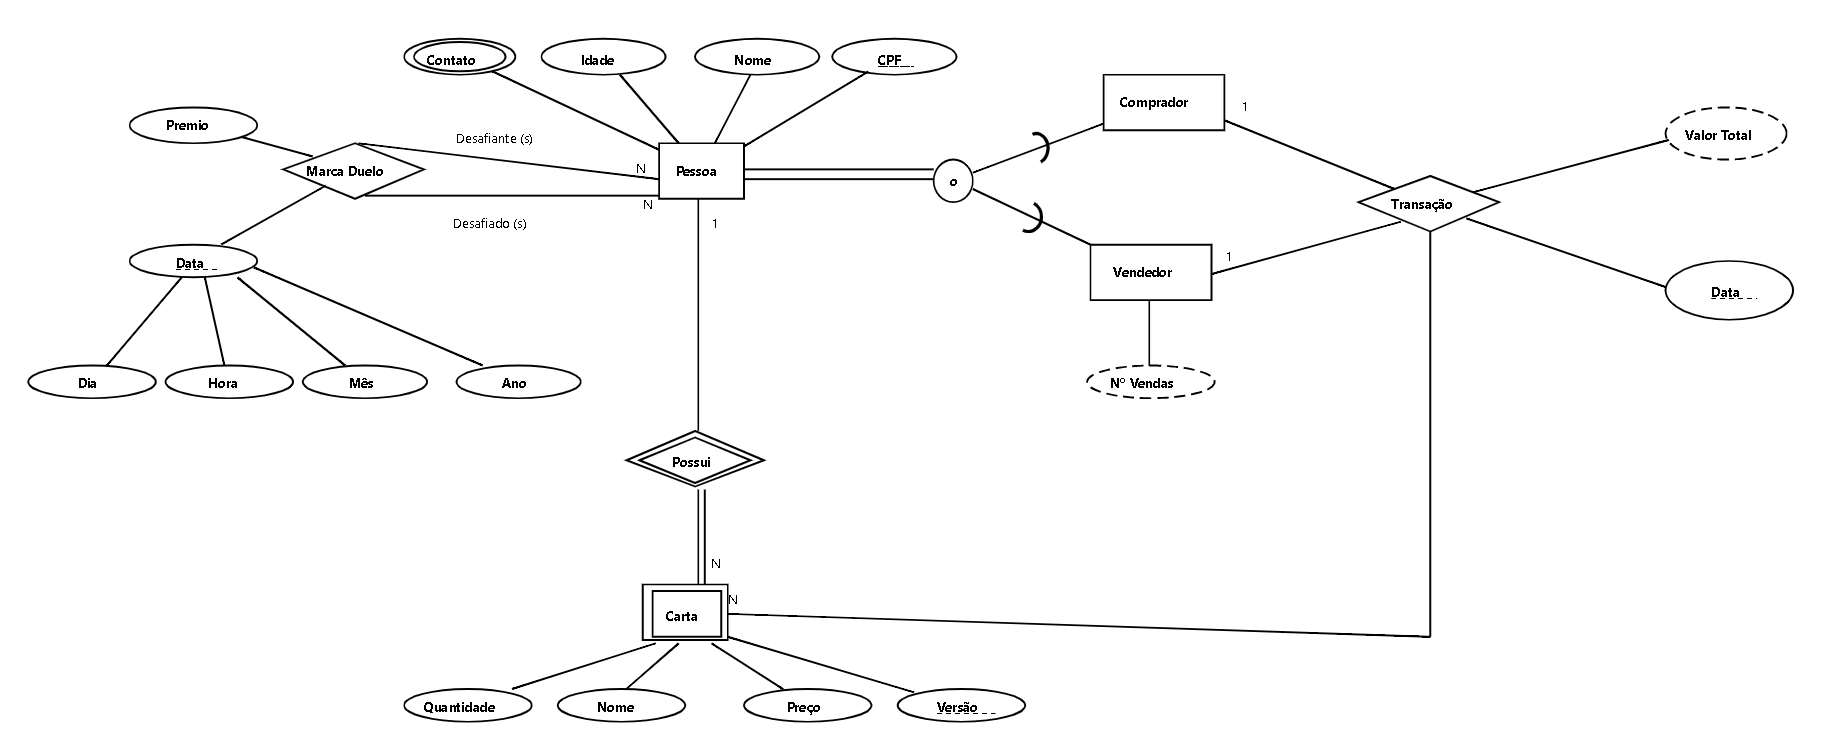 Contato
Idade
Nome
CPF
Comprador
1
Premio
Desafiante (s)
Valor Total
Marca Duelo
N
Pessoa
o
Transação
N
Desafiado (s)
1
Data
Vendedor
1
Data
Dia
Hora
Mês
Ano
Nº Vendas
Possui
N
N
Carta
Quantidade
Nome
Preço
Versão